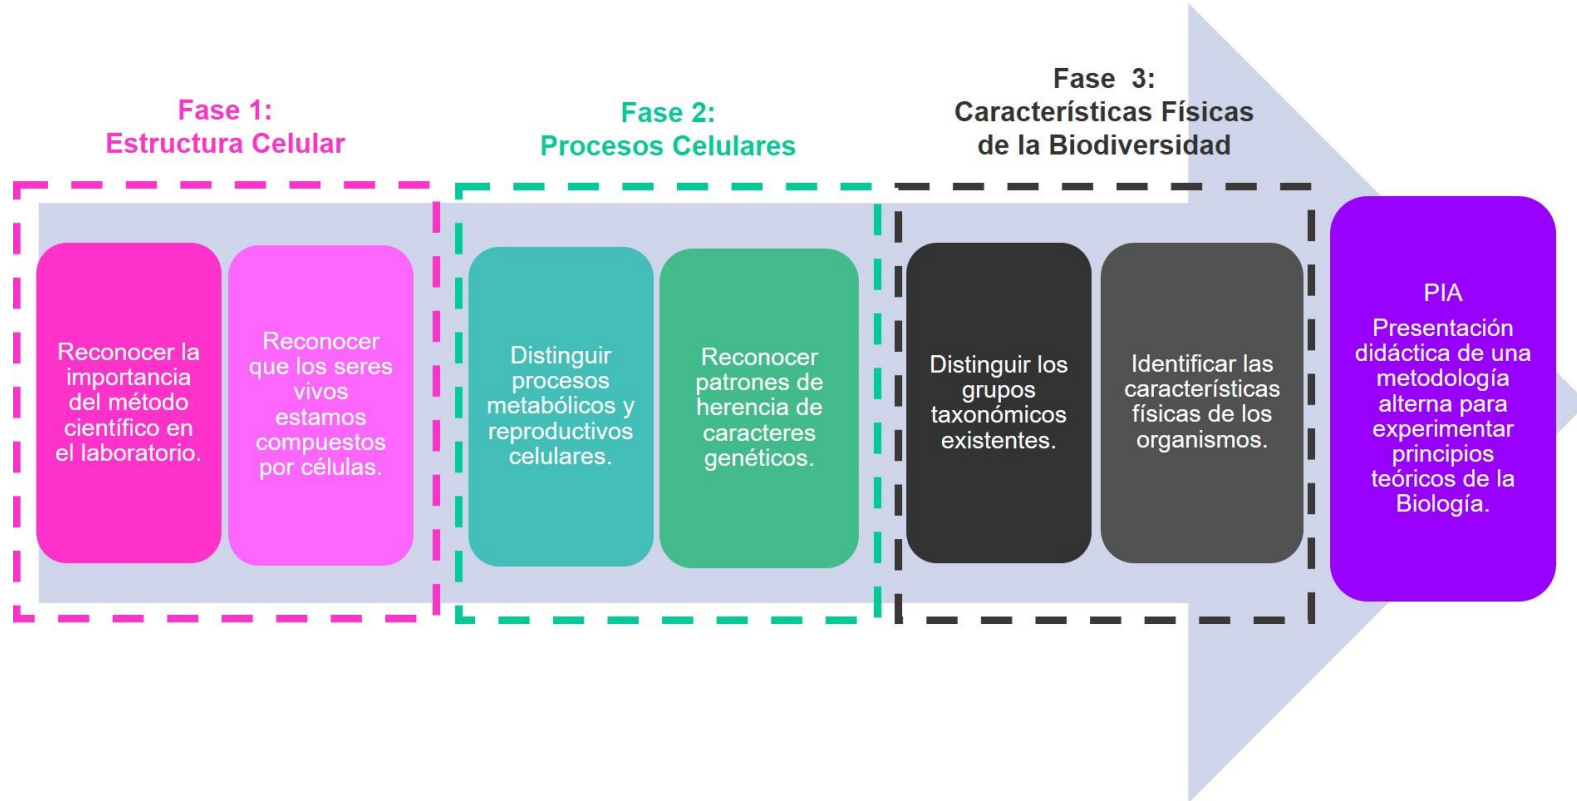 Fase 1:
Estructura Celular
Reconocer la
importancia
del método
científico en
el laboratorio.
Reconocer
que los seres
vivos
estamos
compuestos
por células.
Fase 2:
Procesos Celulares
Distinguir
procesos
metabólicos y
reproductivos
celulares.
Reconocer
patrones de
herencia de
caracteres
genéticos.
Fase 3:
Características Físicas
de la Biodiversidad
Distinguir los
grupos
taxonómicos
existentes.
Identificar las
características
físicas de los
organismos.
PIA
Presentación
didáctica de una
metodología
alterna para
experimentar
principios
teóricos de la
Biología.